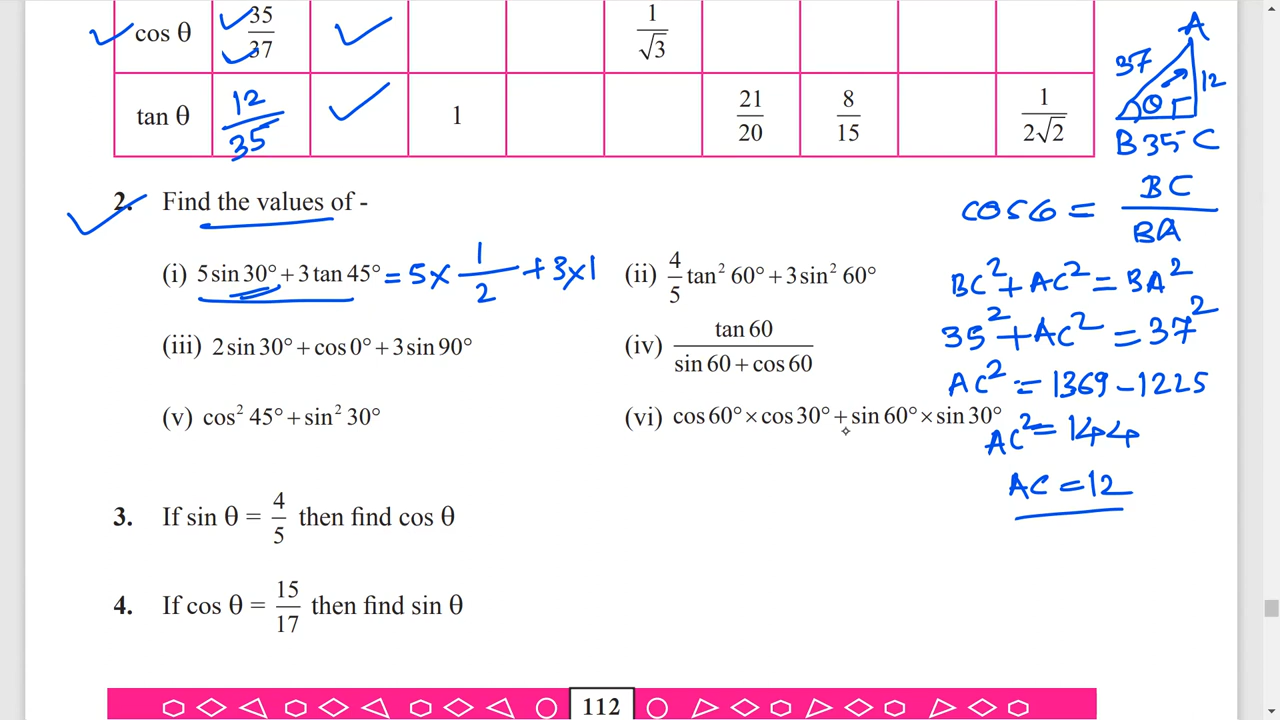 cos θ 35/37 1/√3
tan θ 12/35 1 21/20 8/15 1/2√2
A
37
12
θ
B 35 C
2. Find the values of -
cosθ = BC/BA
(i) 5 sin 30° + 3 tan 45° = 5 × 1/2 + 3×1
(ii) 4/5 tan² 60° + 3 sin² 60°
BC² + AC² = BA²
(iii) 2 sin 30° + cos 0° + 3 sin 90°
(iv) tan 60 / sin 60 + cos 60
35² + AC² = 37²
AC² = 1369 - 1225
(v) cos² 45° + sin² 30°
(vi) cos 60° × cos 30° + sin 60° × sin 30°
AC² = 144
AC = 12
3. If sin θ = 4/5 then find cos θ
4. If cos θ = 15/17 then find sin θ
112